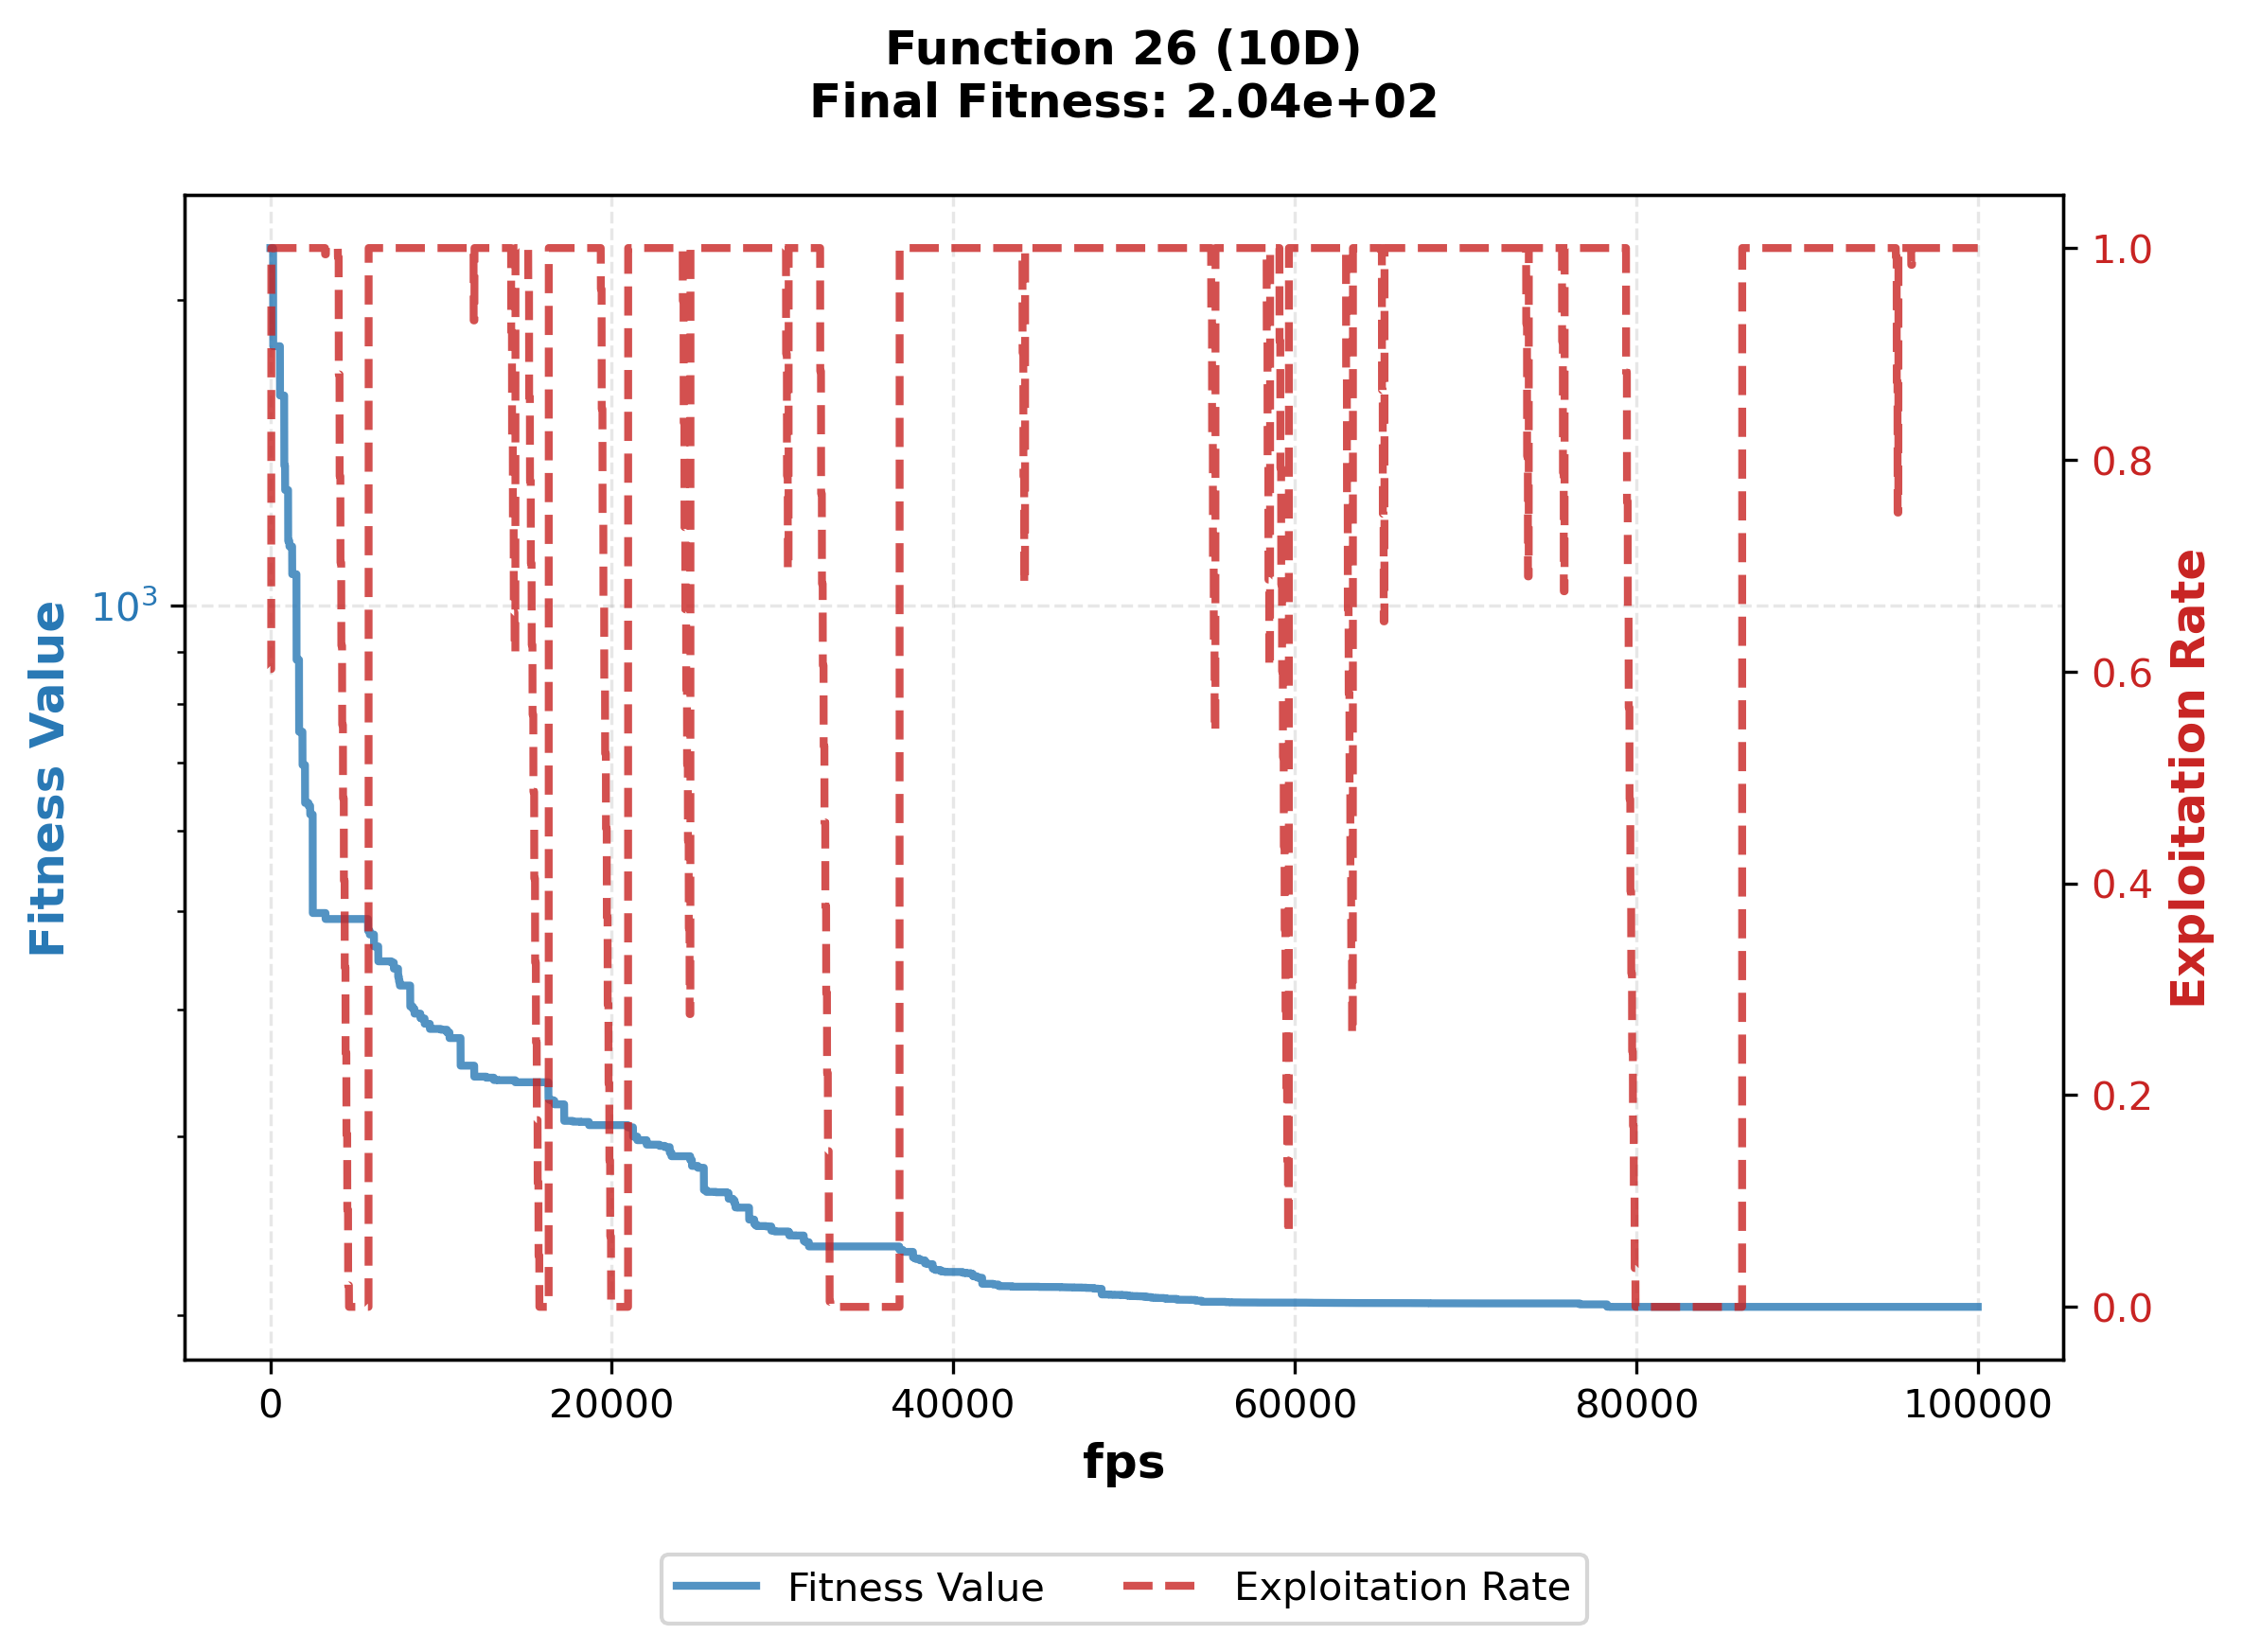 Function 26 (10D)
Final Fitness: 2.04e+02
Fitness Value
10³
Exploitation Rate
1.0
0.8
0.6
0.4
0.2
0.0
0 20000 40000 60000 80000 100000
fps
Fitness Value Exploitation Rate